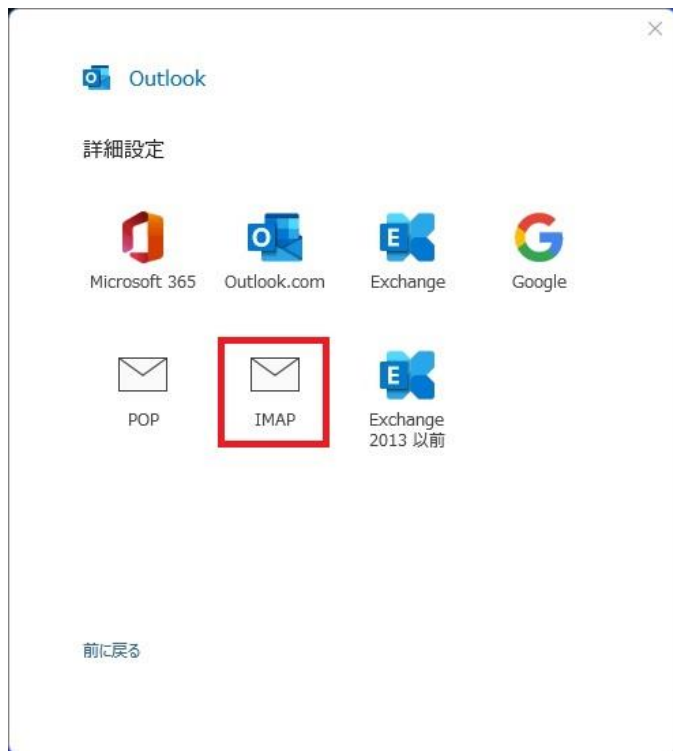 Outlook
詳細設定
Microsoft 365
Outlook.com
Exchange
Google
POP
IMAP
Exchange
2013 以前
前に戻る